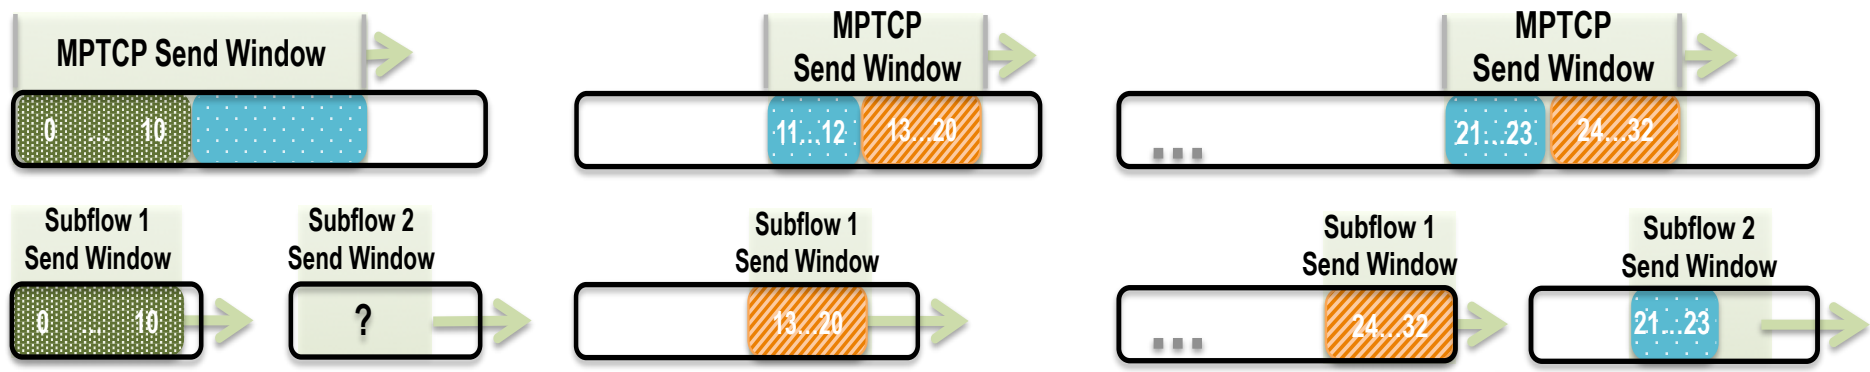 MPTCP Send Window
0 ... 10
Subflow 1
Send Window
0 ... 10
Subflow 2
Send Window
?
MPTCP
Send Window
11...12
13...20
Subflow 1
Send Window
13...20
MPTCP
Send Window
...
21...23
24...32
Subflow 1
Send Window
...
24...32
Subflow 2
Send Window
21...23